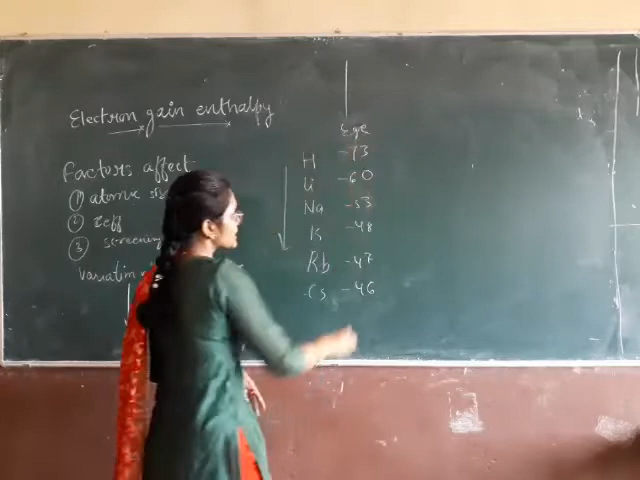 Electron gain enthalpy
Factors affect
① atomic
② Zeff
③ screening
Variation
Ege
H -73
Li -60
Na -53
K -48
Rb -47
Cs -46